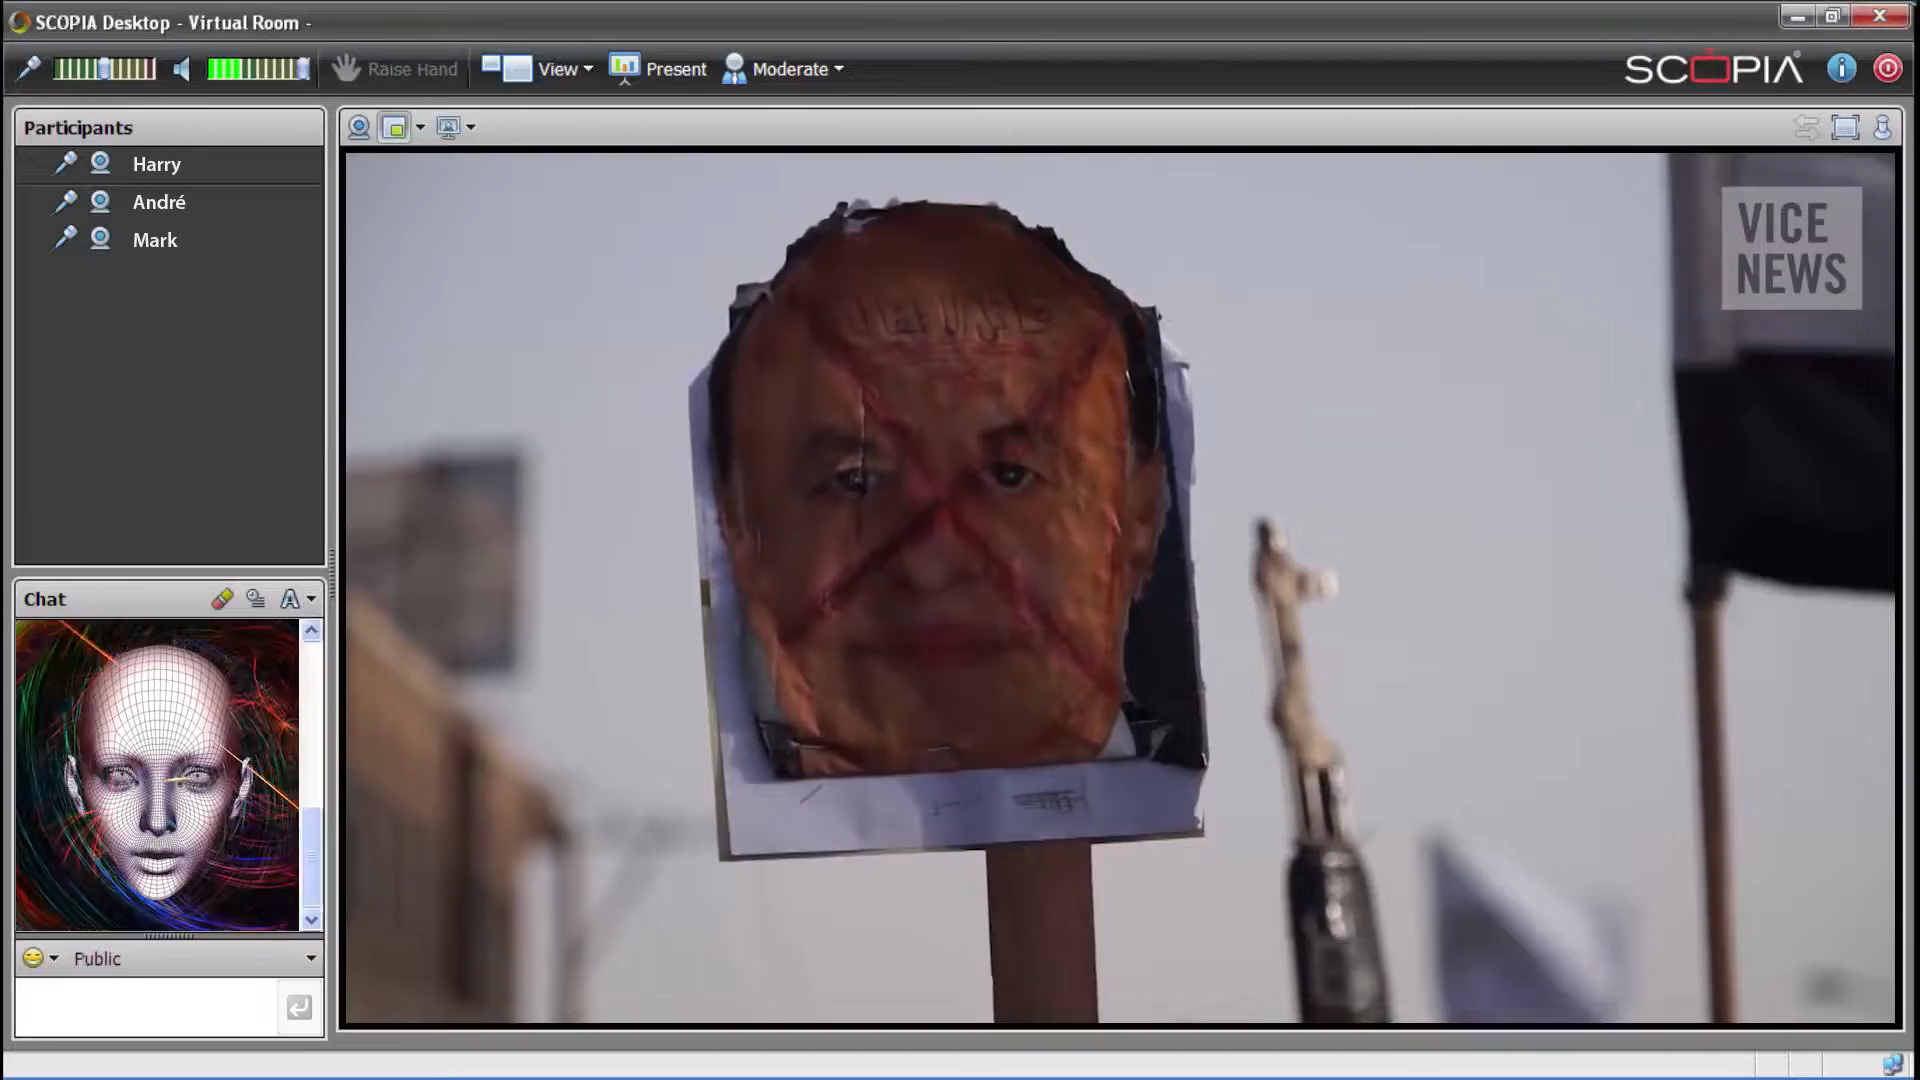 SCOPIA Desktop - Virtual Room -
Raise Hand
View
Present
Moderate
SCOPIA
Participants
Harry
André
Mark
VICE
NEWS
Chat
Public